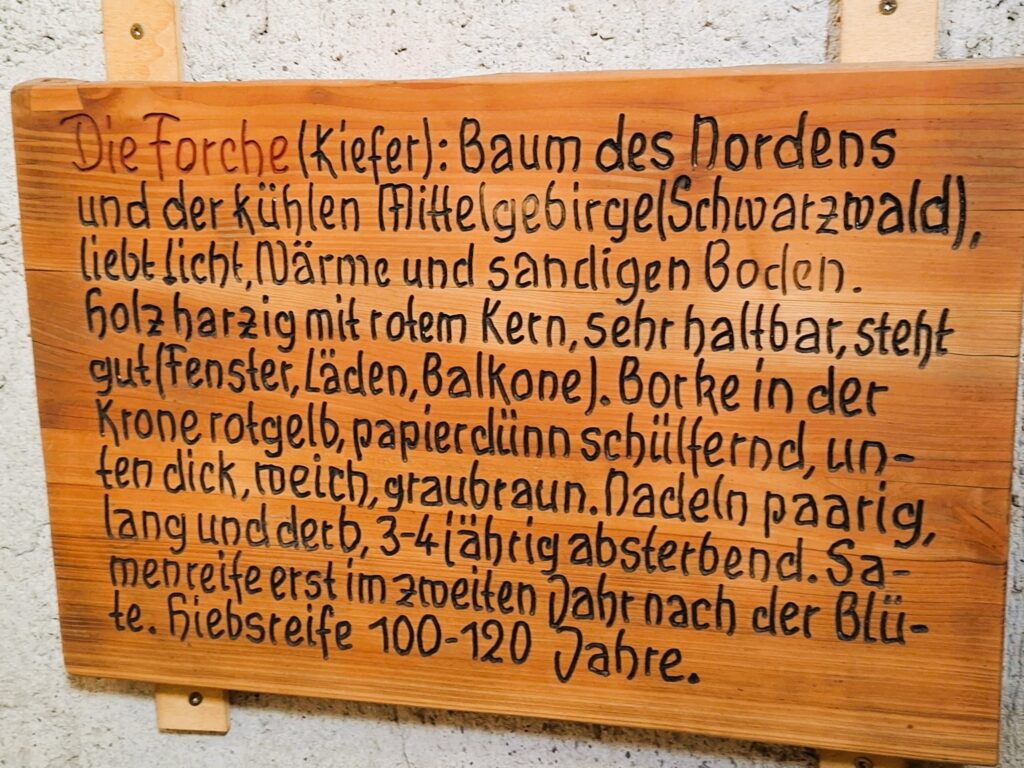 Die Forche (Kiefer): Baum des Nordens
und der kühlen Mittelgebirge (Schwarzwald),
liebt Licht, Wärme und sandigen Boden.
Holz harzig mit rotem Kern, sehr haltbar, steht
gut (Fenster, Läden, Balkone). Borke in der
Krone rotgelb, papierdünn schülfernd, un-
ten dick, weich, graubraun. Nadeln paarig,
lang und derb, 3-4 jährig absterbend. Sa-
menreife erst im zweiten Jahr nach der Blü-
te. Hiebsreife 100-120 Jahre.